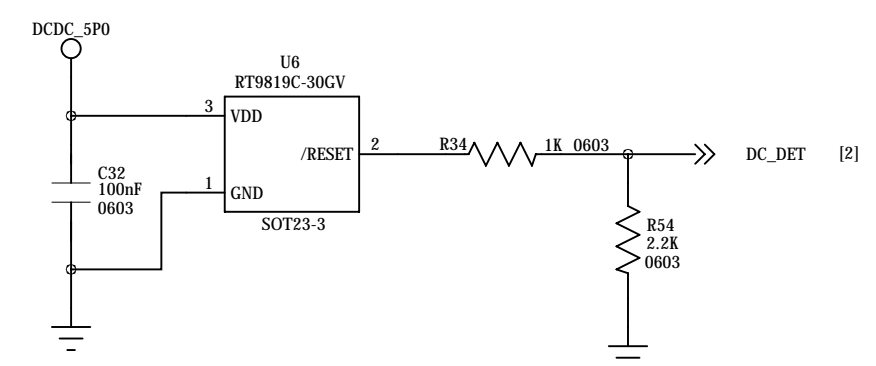 DCDC_5P0
U6
RT9819C-30GV
3
VDD
/RESET
2
R34
1K 0603
DC_DET [2]
C32
100nF
0603
1
GND
SOT23-3
R54
2.2K
0603